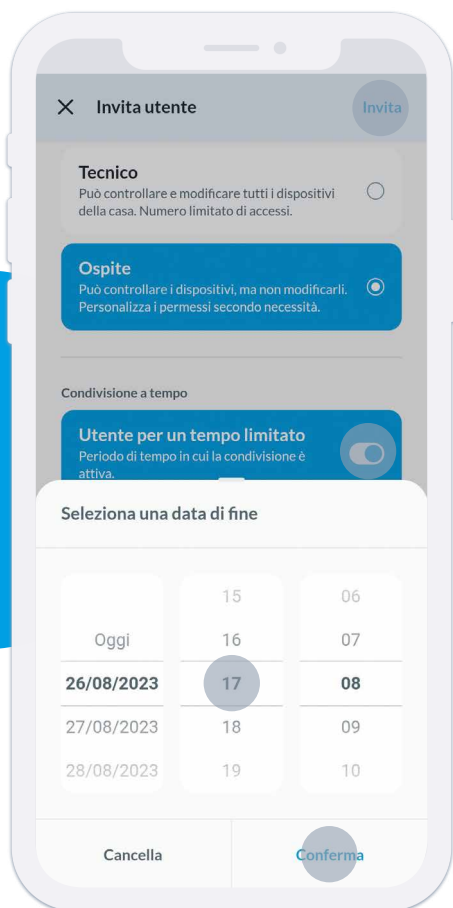 Invita utente
Invita
Tecnico
Può controllare e modificare tutti i dispositivi
della casa. Numero limitato di accessi.
Ospite
Può controllare i dispositivi, ma non modificarli.
Personalizza i permessi secondo necessità.
Condivisione a tempo
Utente per un tempo limitato
Periodo di tempo in cui la condivisione è
attiva.
Seleziona una data di fine
15 06
Oggi 16 07
26/08/2023 17 08
27/08/2023 18 09
28/08/2023 19 10
Cancella Conferma